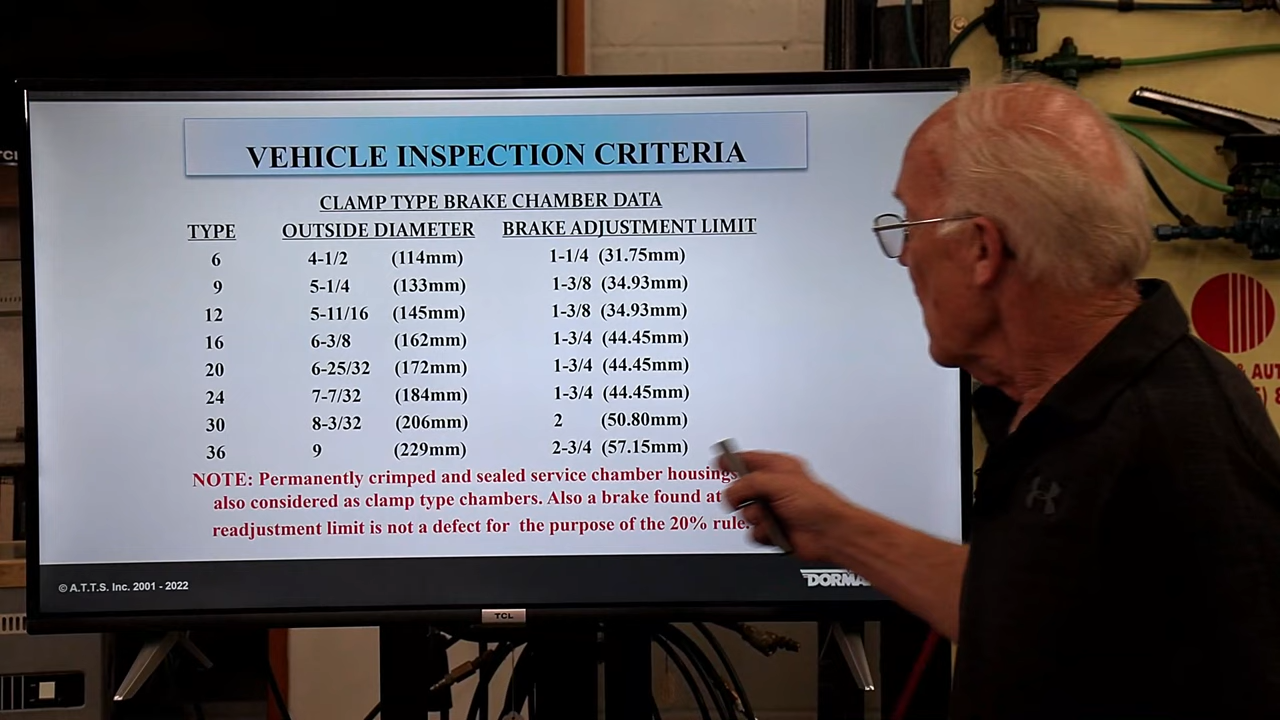 VEHICLE INSPECTION CRITERIA
CLAMP TYPE BRAKE CHAMBER DATA
TYPE OUTSIDE DIAMETER BRAKE ADJUSTMENT LIMIT
6 4-1/2 (114mm) 1-1/4 (31.75mm)
9 5-1/4 (133mm) 1-3/8 (34.93mm)
12 5-11/16 (145mm) 1-3/8 (34.93mm)
16 6-3/8 (162mm) 1-3/4 (44.45mm)
20 6-25/32 (172mm) 1-3/4 (44.45mm)
24 7-7/32 (184mm) 1-3/4 (44.45mm)
30 8-3/32 (206mm) 2 (50.80mm)
36 9 (229mm) 2-3/4 (57.15mm)
NOTE: Permanently crimped and sealed service chamber housings
also considered as clamp type chambers. Also a brake found at
readjustment limit is not a defect for the purpose of the 20% rule.
© A.T.T.S. Inc. 2001 - 2022
DORMA
TCL
& AUT